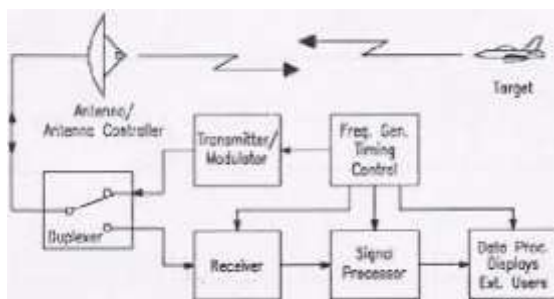 Antenna/
Antenna Controller
Target
Transmitter/
Modulator
Freq. Gen.
Timing
Control
Duplexer
Receiver
Signal
Processor
Data Proc.
Displays
Ext. Users